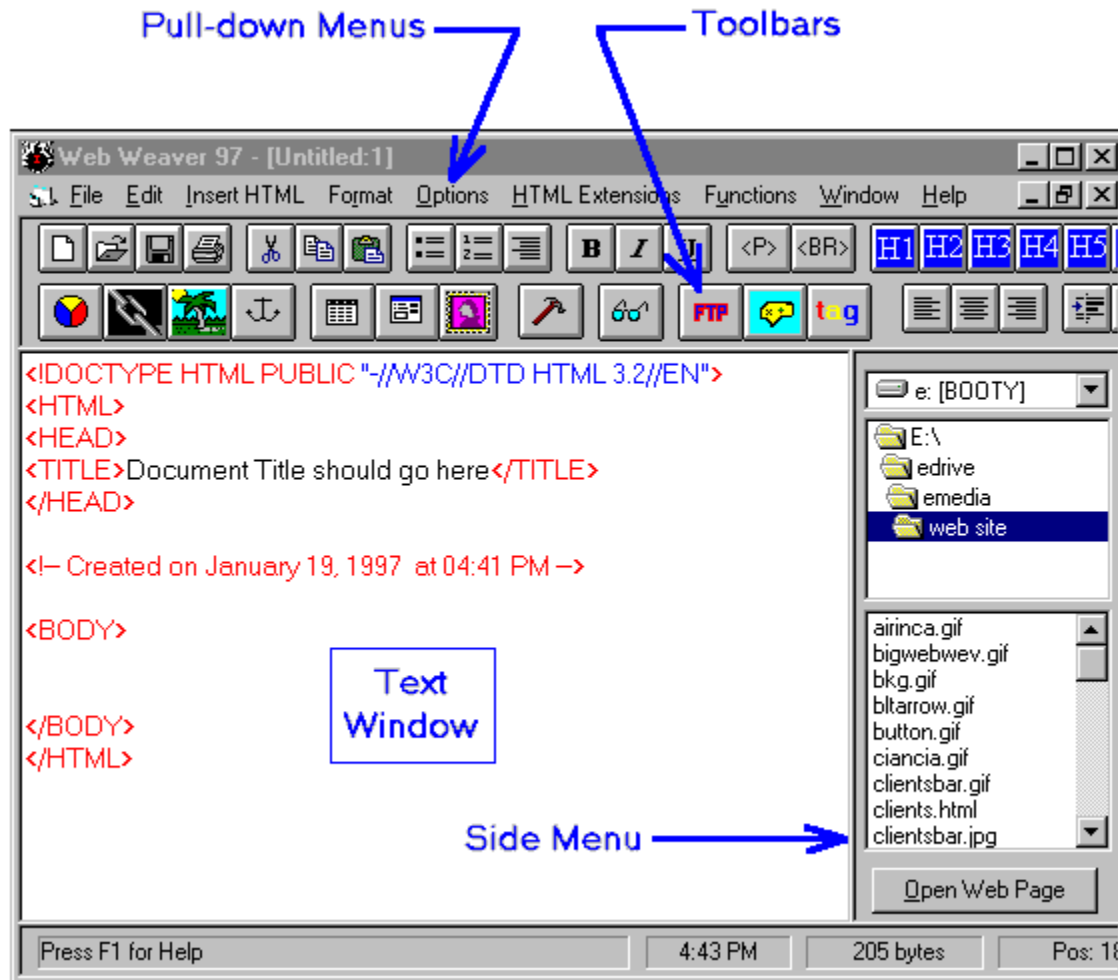 Pull-down Menus Toolbars
Web Weaver 97 - [Untitled:1]
File Edit Insert HTML Format Options HTML Extensions Functions Window Help
B I U <P> <BR> H1 H2 H3 H4 H5
FTP tag
<!DOCTYPE HTML PUBLIC "-//W3C//DTD HTML 3.2//EN">
<HTML>
<HEAD>
<TITLE>Document Title should go here</TITLE>
</HEAD>
<!-- Created on January 19, 1997 at 04:41 PM -->
<BODY>
</BODY>
</HTML>
Text
Window
Side Menu
e: [BOOTY]
E:\
edrive
emedia
web site
airinca.gif
bigwebwev.gif
bkg.gif
bltarrow.gif
button.gif
ciancia.gif
clientsbar.gif
clients.html
clientsbar.jpg
Open Web Page
Press F1 for Help 4:43 PM 205 bytes Pos: 18